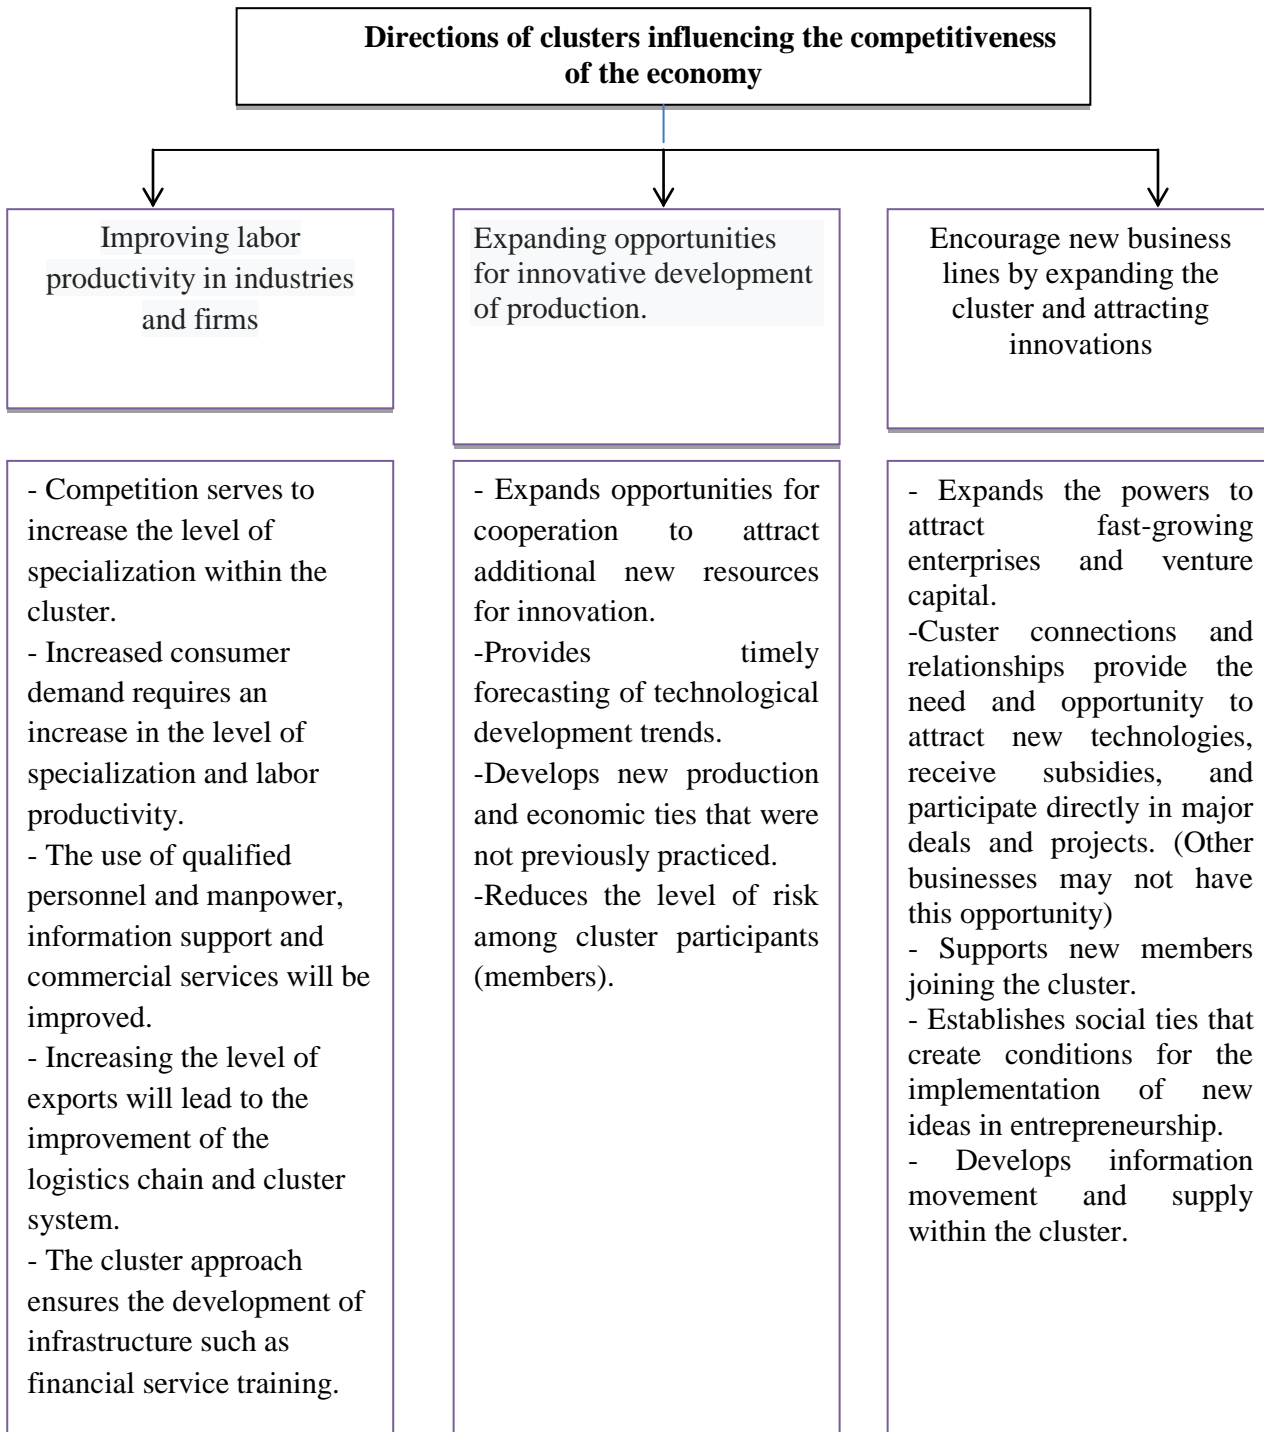 Directions of clusters influencing the competitiveness
of the economy
Improving labor
productivity in industries
and firms
Expanding opportunities
for innovative development
of production.
Encourage new business
lines by expanding the
cluster and attracting
innovations
- Competition serves to
increase the level of
specialization within the
cluster.
- Increased consumer
demand requires an
increase in the level of
specialization and labor
productivity.
- The use of qualified
personnel and manpower,
information support and
commercial services will be
improved.
- Increasing the level of
exports will lead to the
improvement of the
logistics chain and cluster
system.
- The cluster approach
ensures the development of
infrastructure such as
financial service training.
- Expands opportunities for
cooperation to attract
additional new resources
for innovation.
-Provides timely
forecasting of technological
development trends.
-Develops new production
and economic ties that were
not previously practiced.
-Reduces the level of risk
among cluster participants
(members).
- Expands the powers to
attract fast-growing
enterprises and venture
capital.
-Custer connections and
relationships provide the
need and opportunity to
attract new technologies,
receive subsidies, and
participate directly in major
deals and projects. (Other
businesses may not have
this opportunity)
- Supports new members
joining the cluster.
- Establishes social ties that
create conditions for the
implementation of new
ideas in entrepreneurship.
- Develops information
movement and supply
within the cluster.